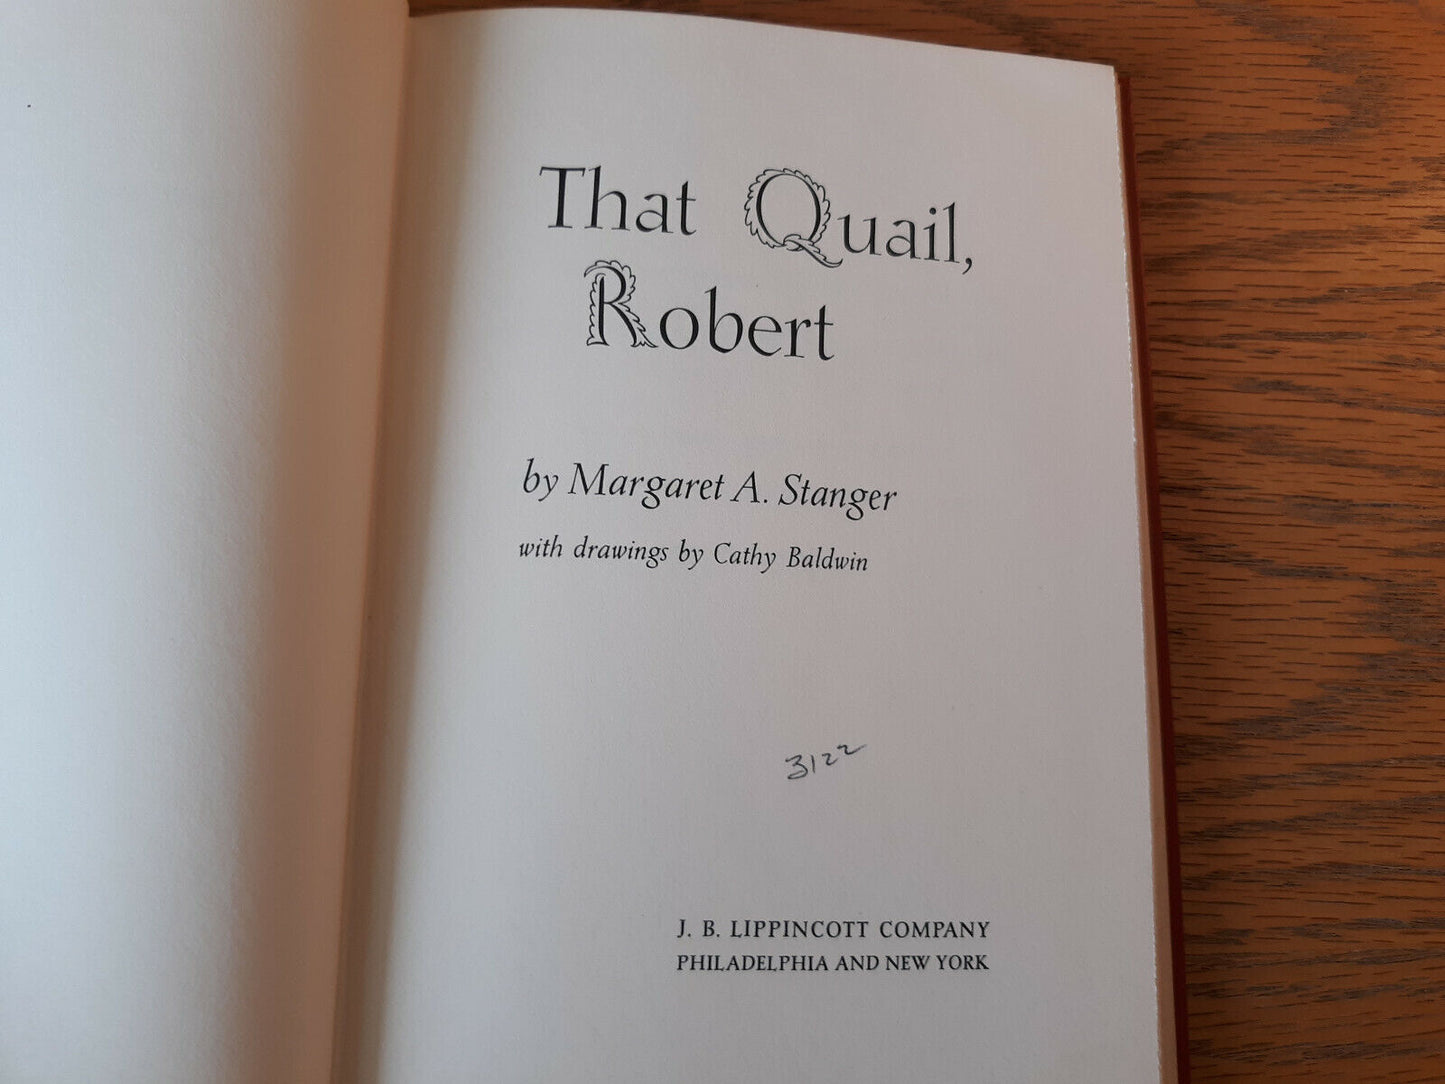 That Quail,
Robert
by Margaret A. Stanger
with drawings by Cathy Baldwin
3122
J. B. LIPPINCOTT COMPANY
PHILADELPHIA AND NEW YORK